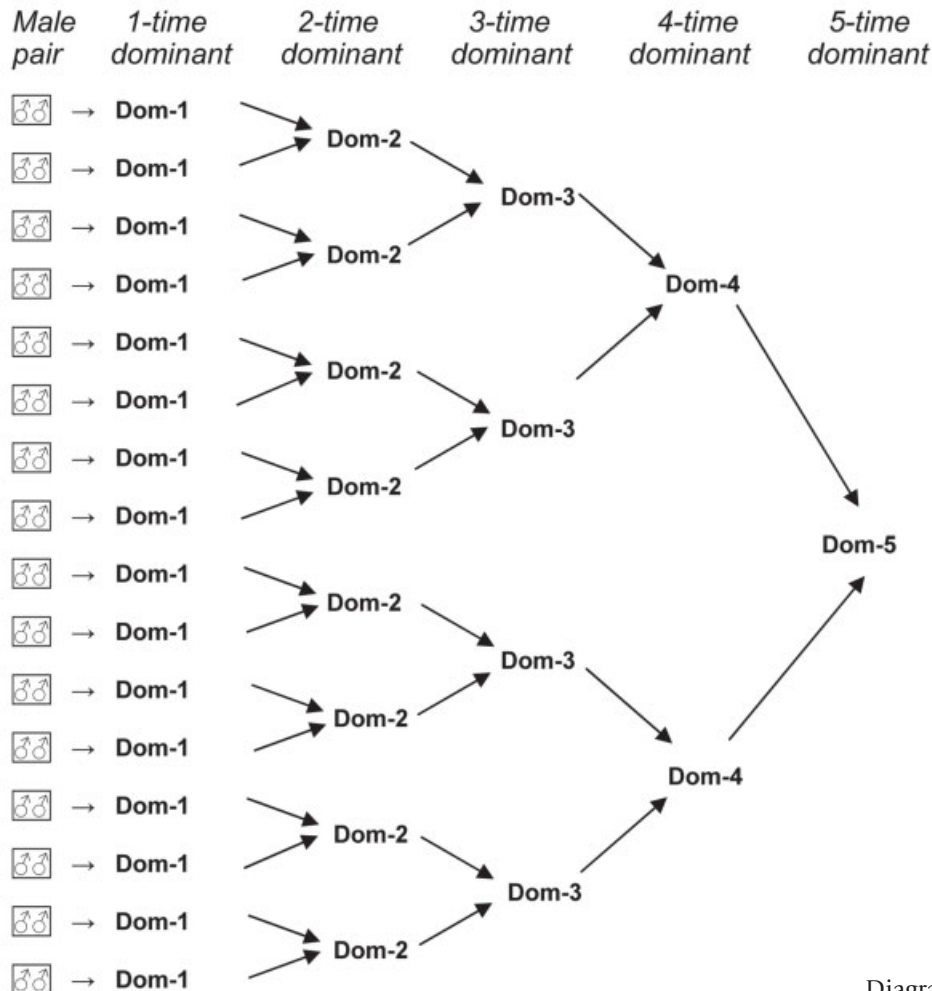 Male pair
1-time dominant
2-time dominant
3-time dominant
4-time dominant
5-time dominant
♂♂ → Dom-1
Dom-2
♂♂ → Dom-1
Dom-3
♂♂ → Dom-1
Dom-2
♂♂ → Dom-1
Dom-4
♂♂ → Dom-1
Dom-2
♂♂ → Dom-1
Dom-3
♂♂ → Dom-1
Dom-2
♂♂ → Dom-1
Dom-5
♂♂ → Dom-1
Dom-2
♂♂ → Dom-1
Dom-3
♂♂ → Dom-1
Dom-2
♂♂ → Dom-1
Dom-4
♂♂ → Dom-1
Dom-2
♂♂ → Dom-1
Dom-3
♂♂ → Dom-1
Dom-2
♂♂ → Dom-1